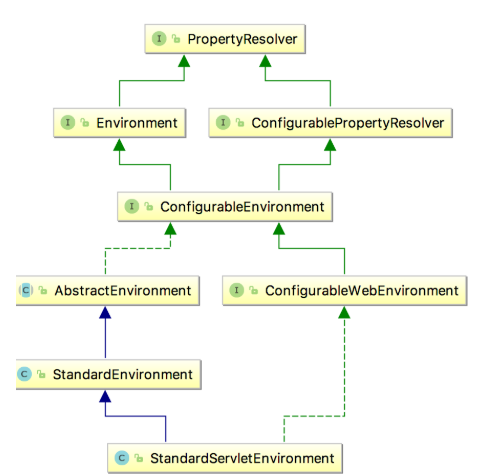 I PropertyResolver
I Environment
I ConfigurablePropertyResolver
I ConfigurableEnvironment
C AbstractEnvironment
I ConfigurableWebEnvironment
C StandardEnvironment
C StandardServletEnvironment